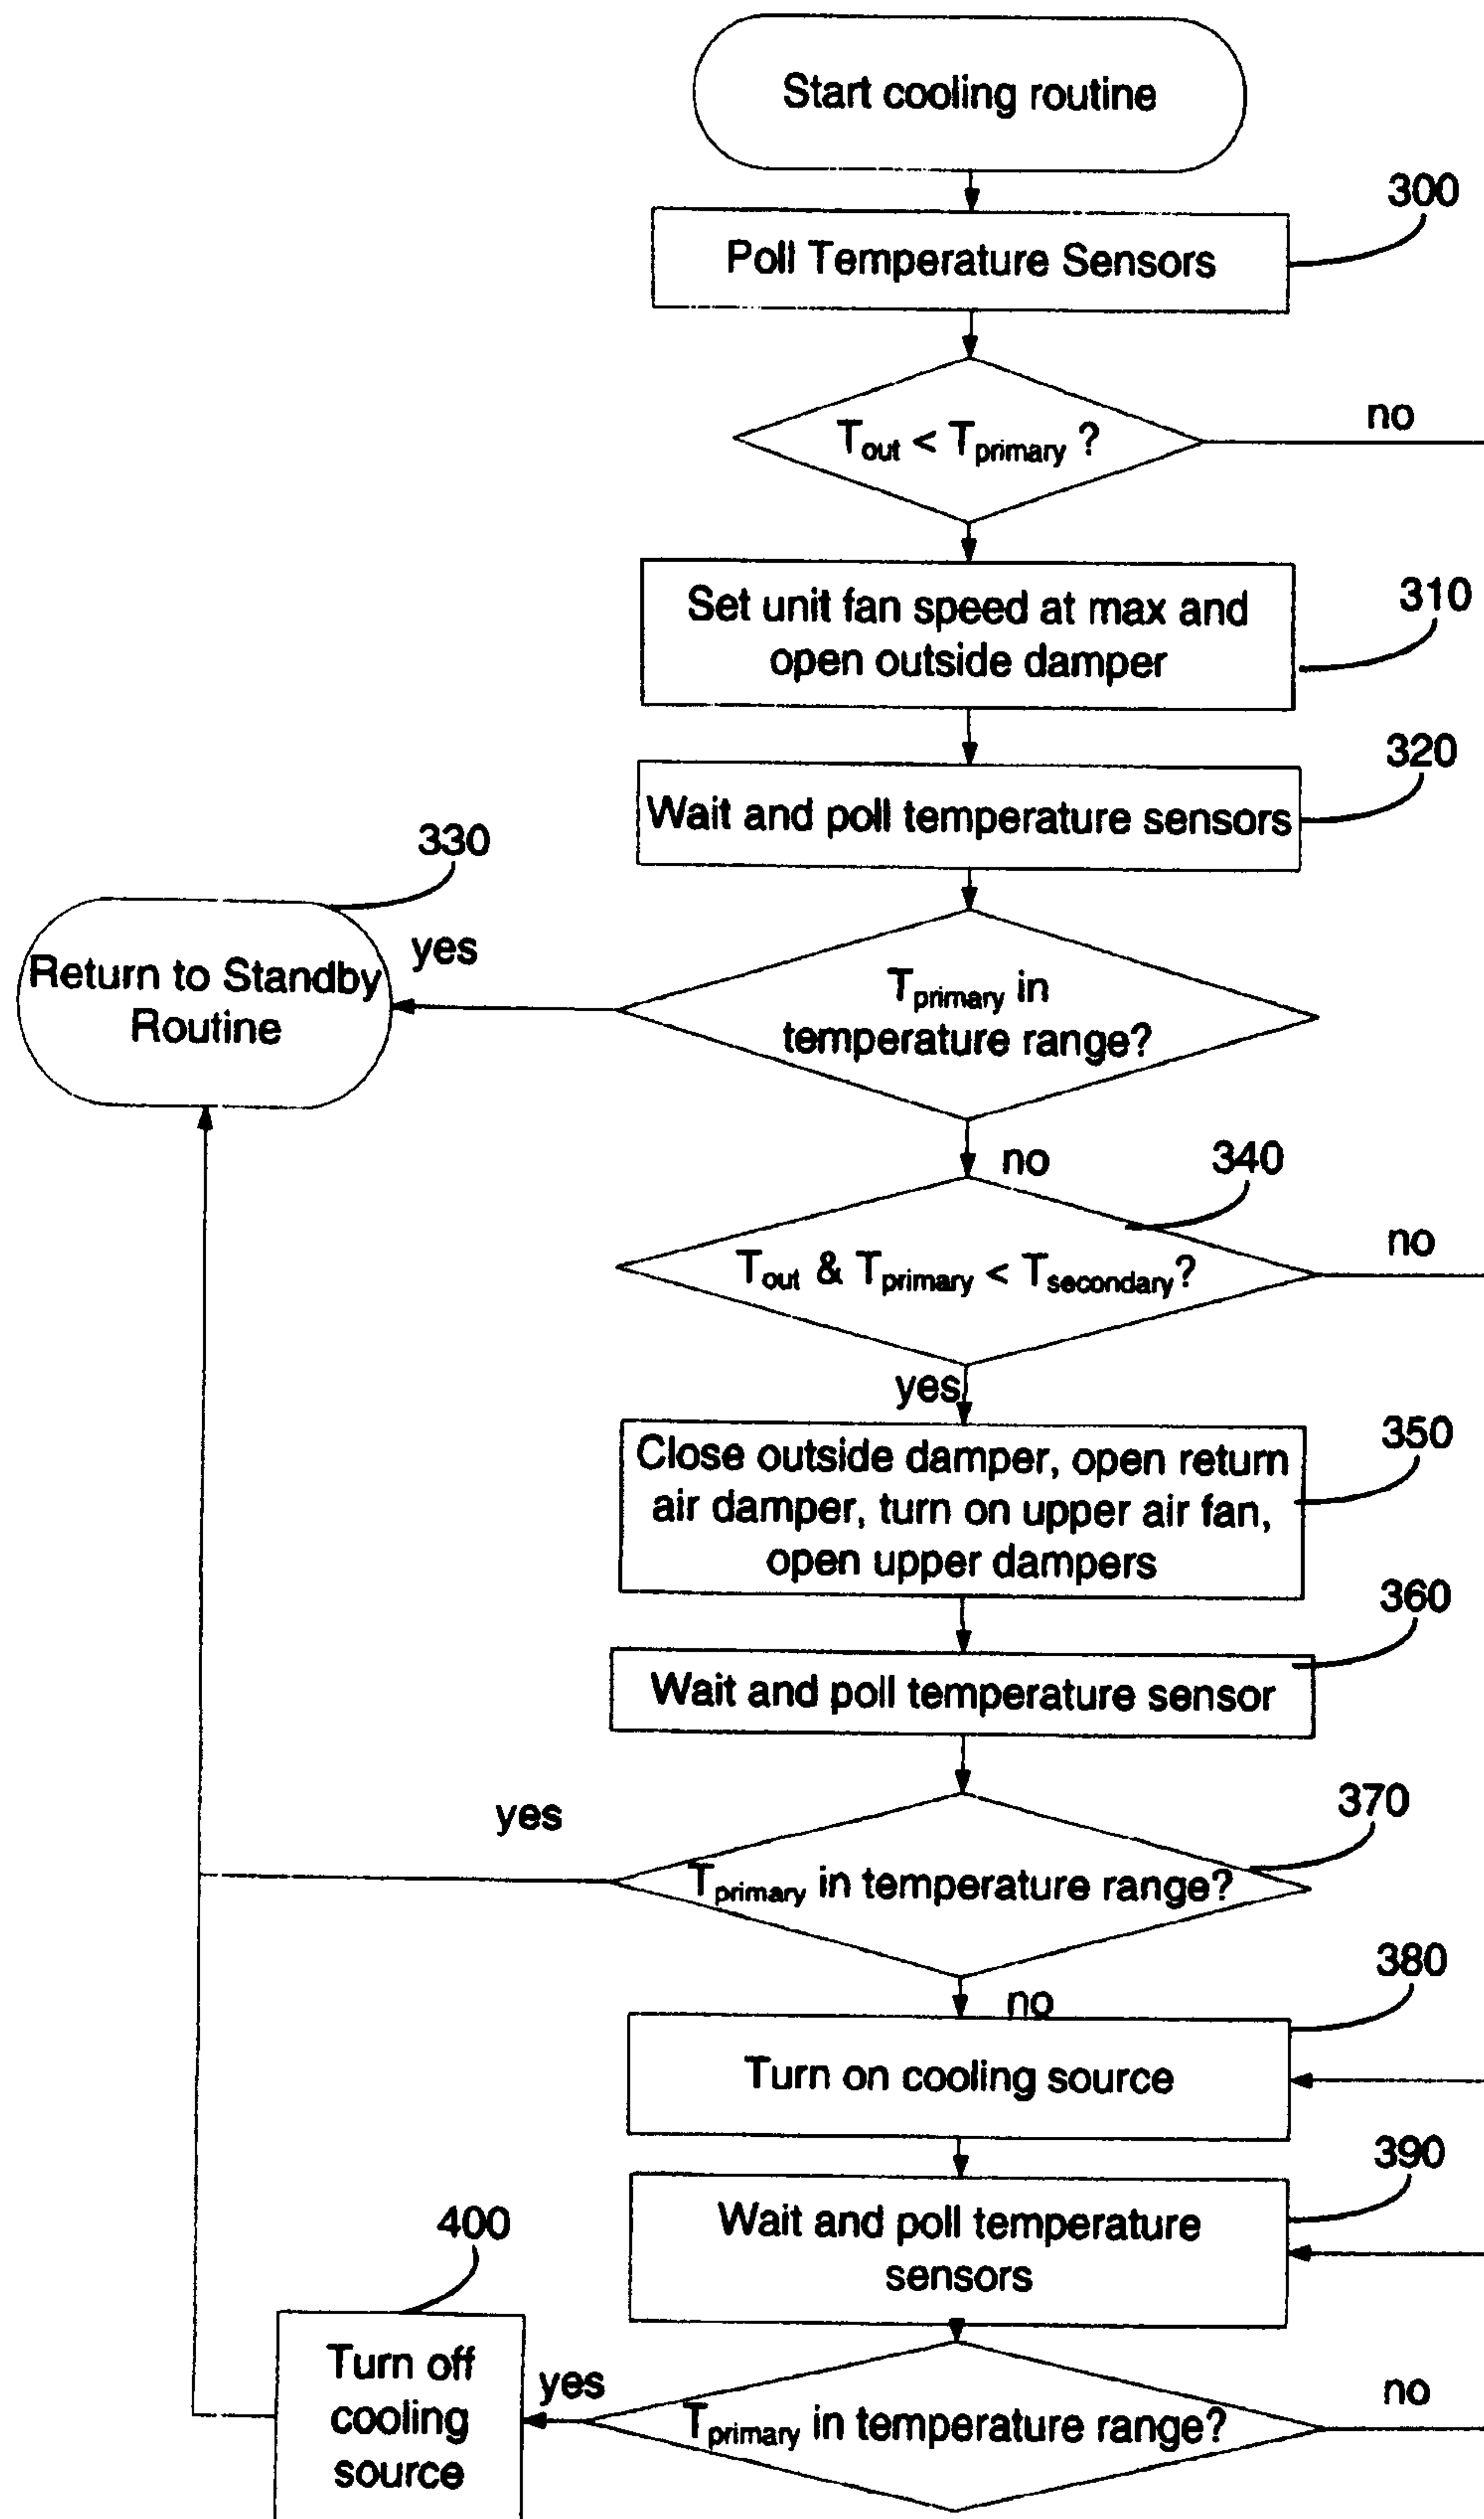 Start cooling routine
300
Poll Temperature Sensors
Tout < Tprimary ?
no
Set unit fan speed at max and
open outside damper
310
320
Wait and poll temperature sensors
330
Return to Standby
Routine
yes
Tprimary in
temperature range?
no
340
Tout & Tprimary < Tsecondary?
no
yes
Close outside damper, open return
air damper, turn on upper air fan,
open upper dampers
350
360
Wait and poll temperature sensor
370
yes
Tprimary in temperature range?
no
380
Turn on cooling source
390
Wait and poll temperature
sensors
400
Turn off
cooling
source
yes
Tprimary in temperature range?
no